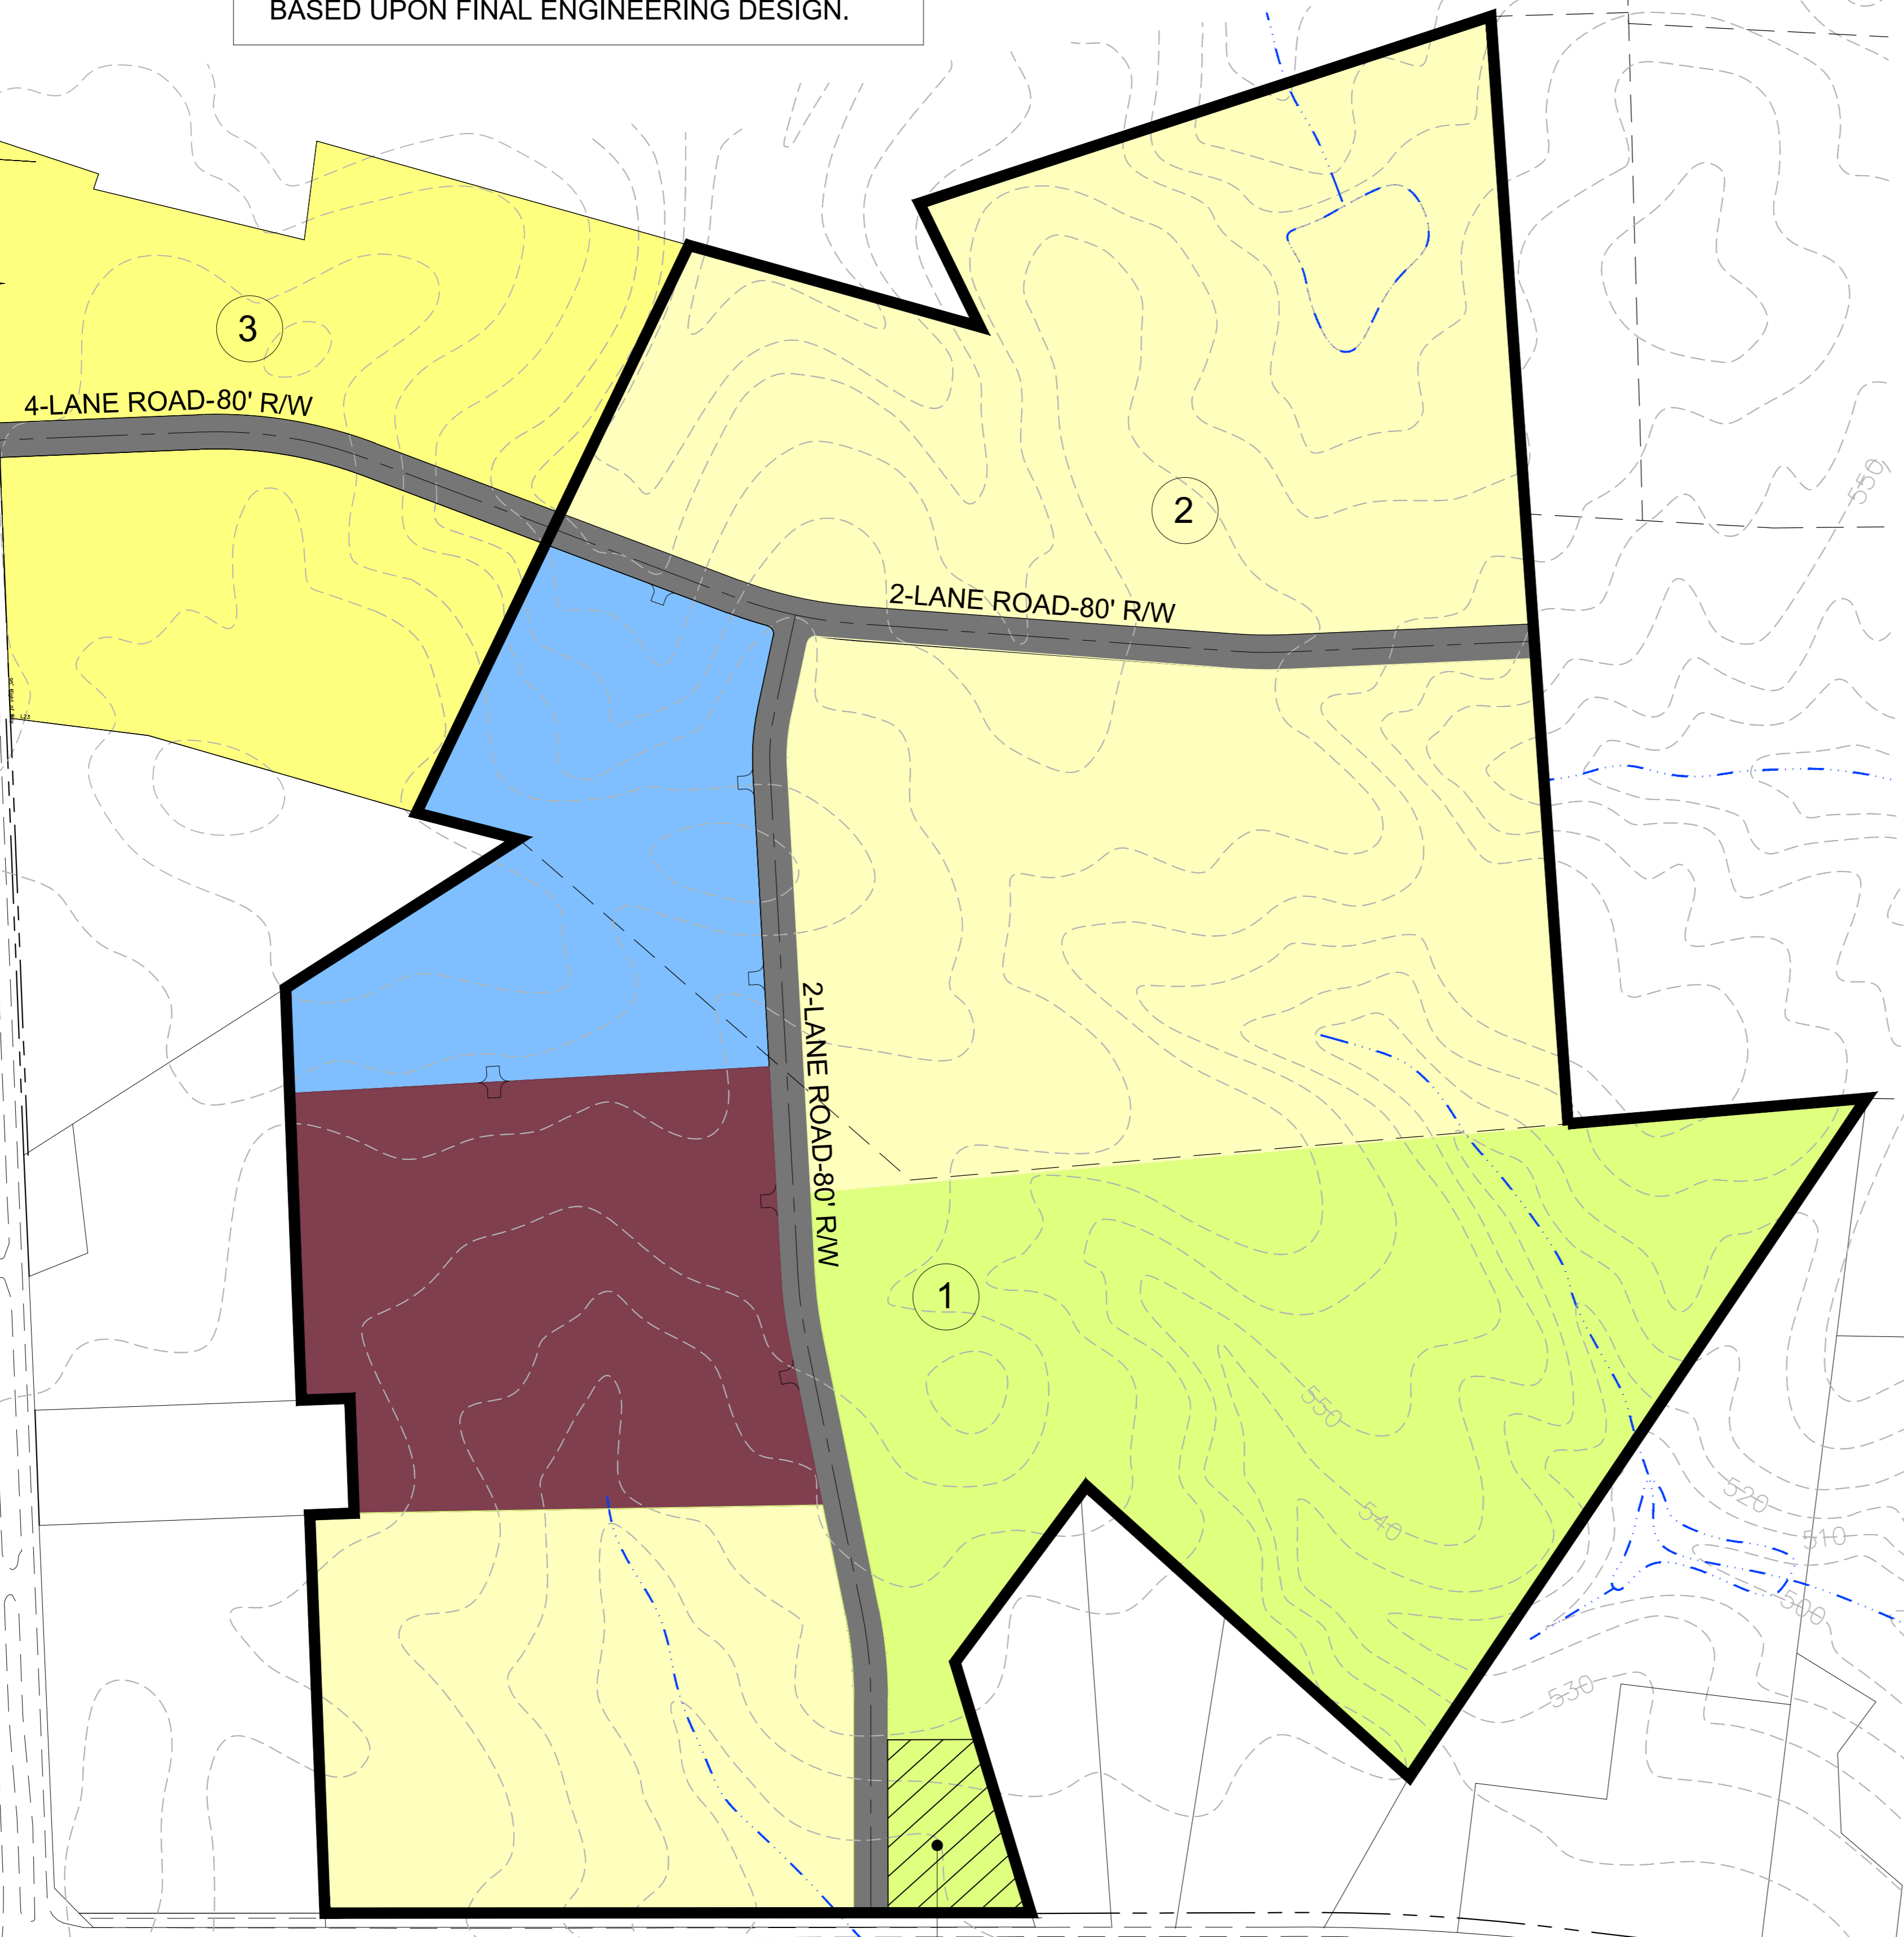 BASED UPON FINAL ENGINEERING DESIGN.
3
4-LANE ROAD-80' R/W
2
550
2-LANE ROAD-80' R/W
L23
2-LANE ROAD-80' R/W
1
550
540
520
510
500
530